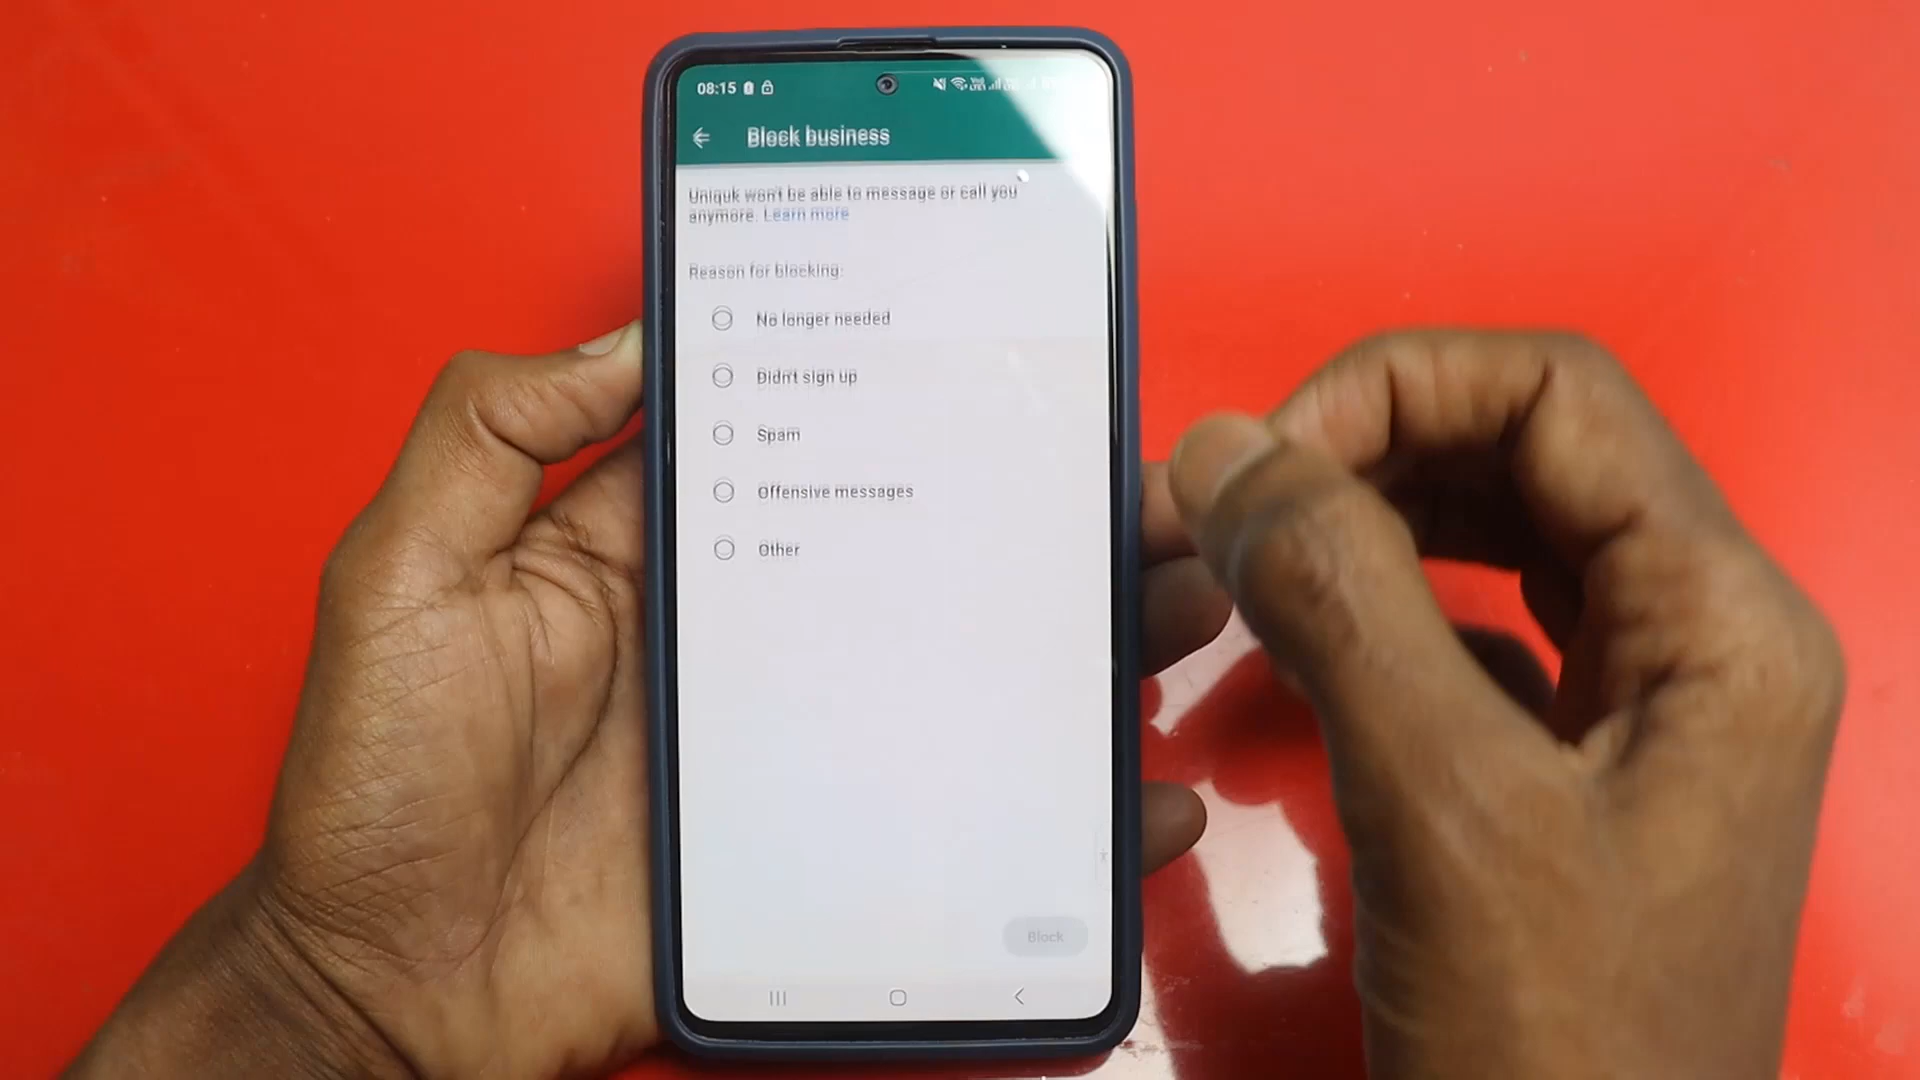 08:15
Block business
Uniquk won't be able to message or call you
anymore. Learn more
Reason for blocking:
No longer needed
Didn't sign up
Spam
Offensive messages
Other
Block